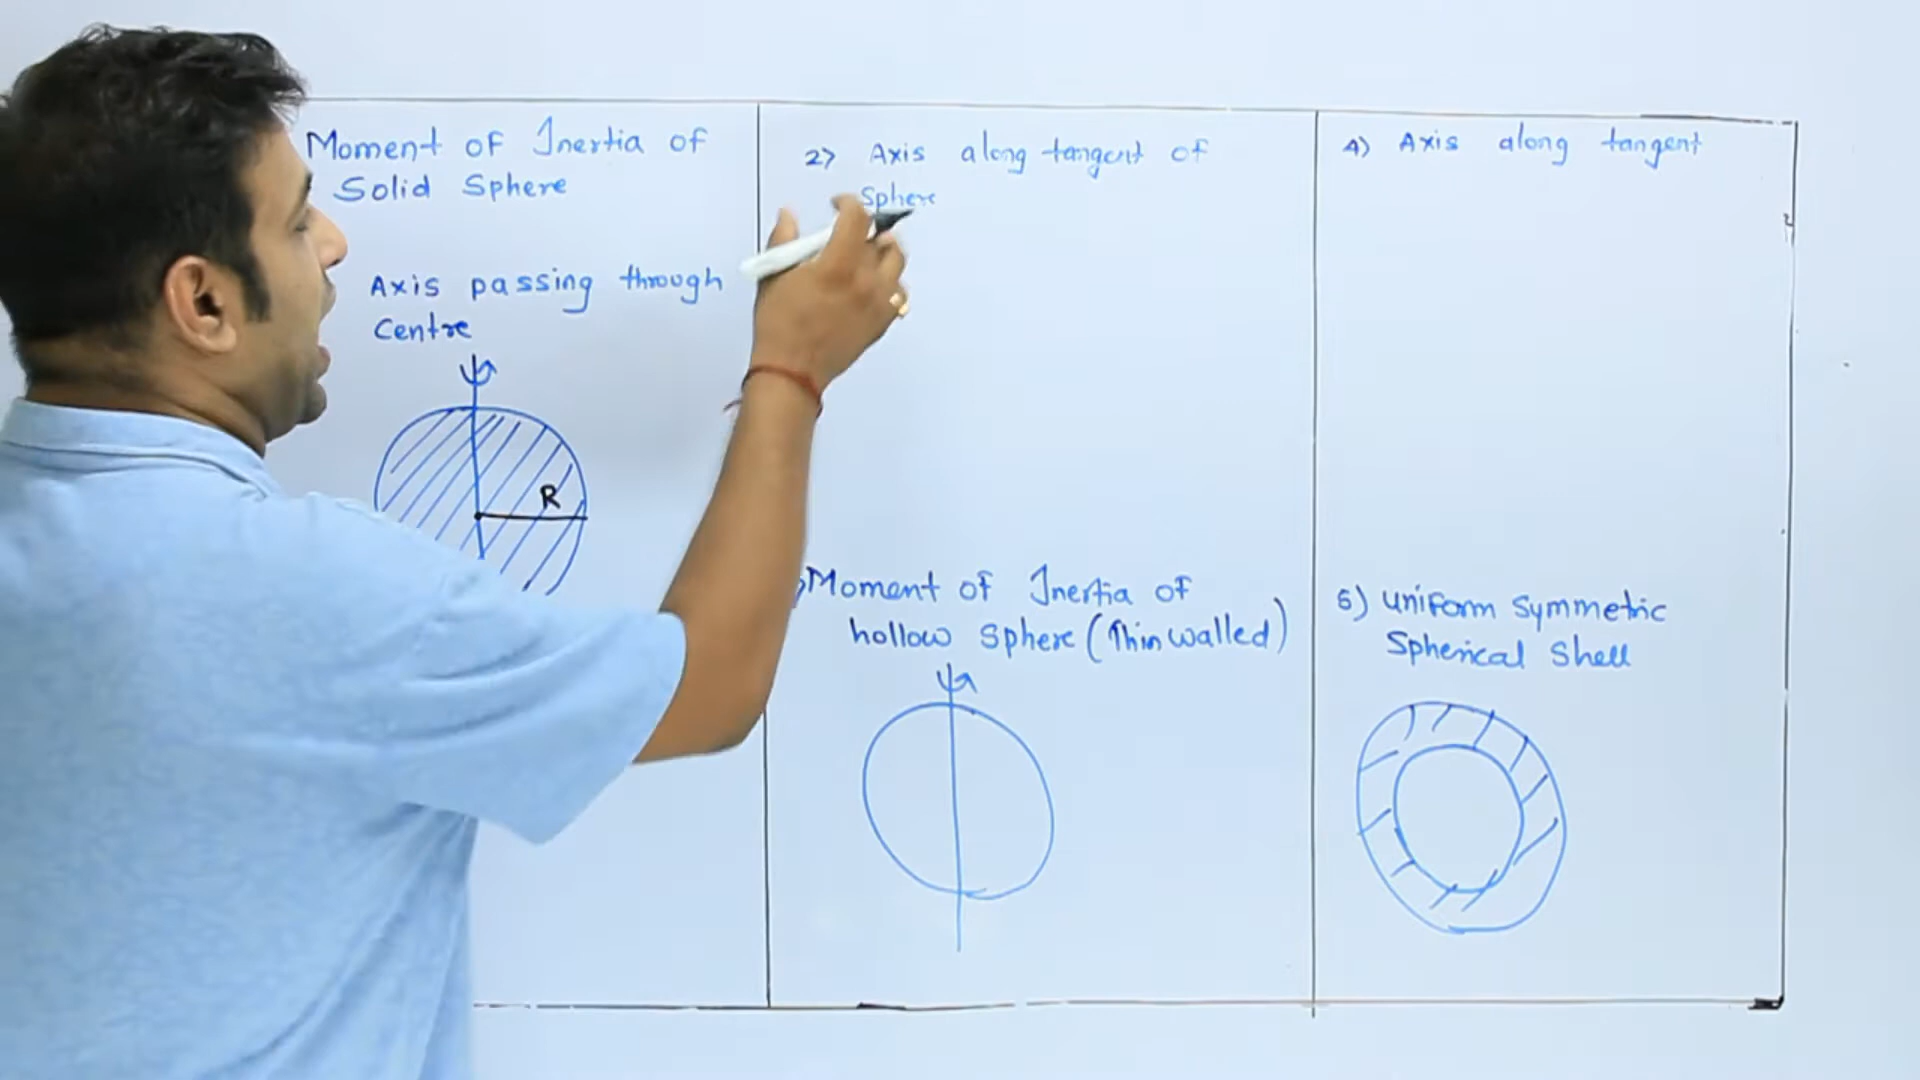 Moment of Inertia of
Solid Sphere
Axis passing through
Centre
R
2) Axis along tangent of
Sphere
Moment of Inertia of
hollow Sphere (Thin walled)
4) Axis along tangent
5) uniform symmetric
Spherical Shell